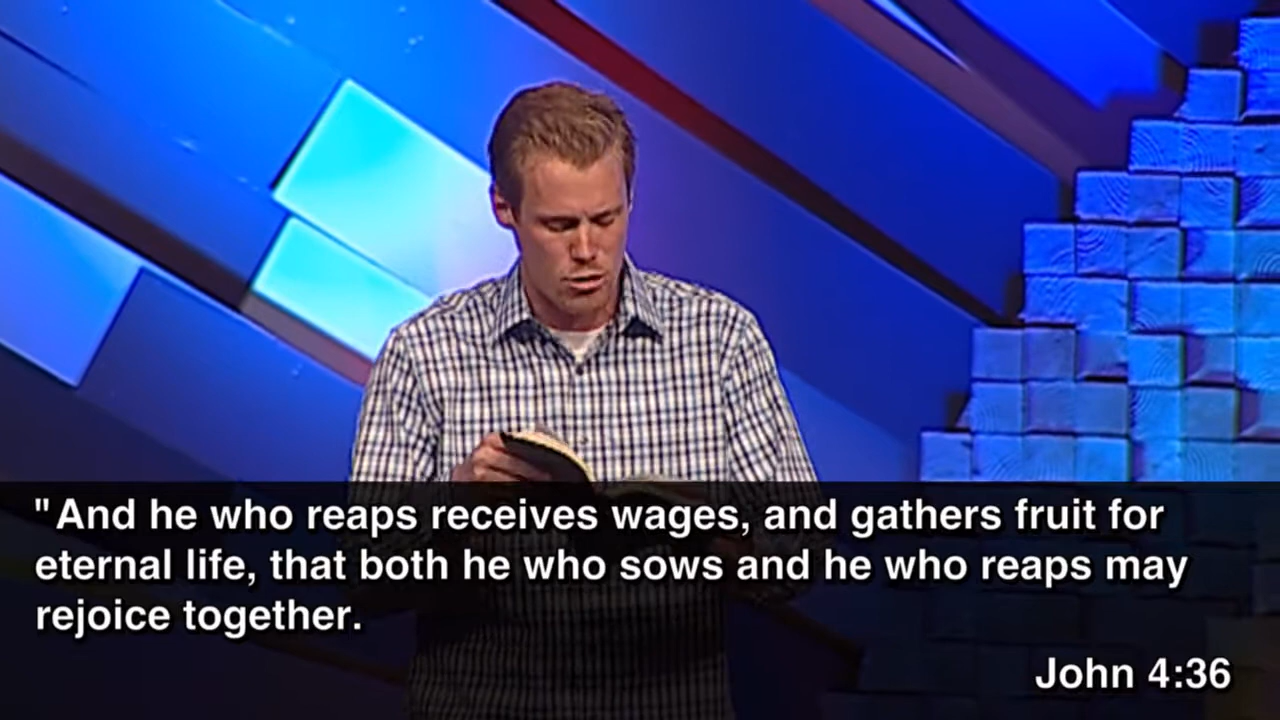 "And he who reaps receives wages, and gathers fruit for
eternal life, that both he who sows and he who reaps may
rejoice together.
John 4:36